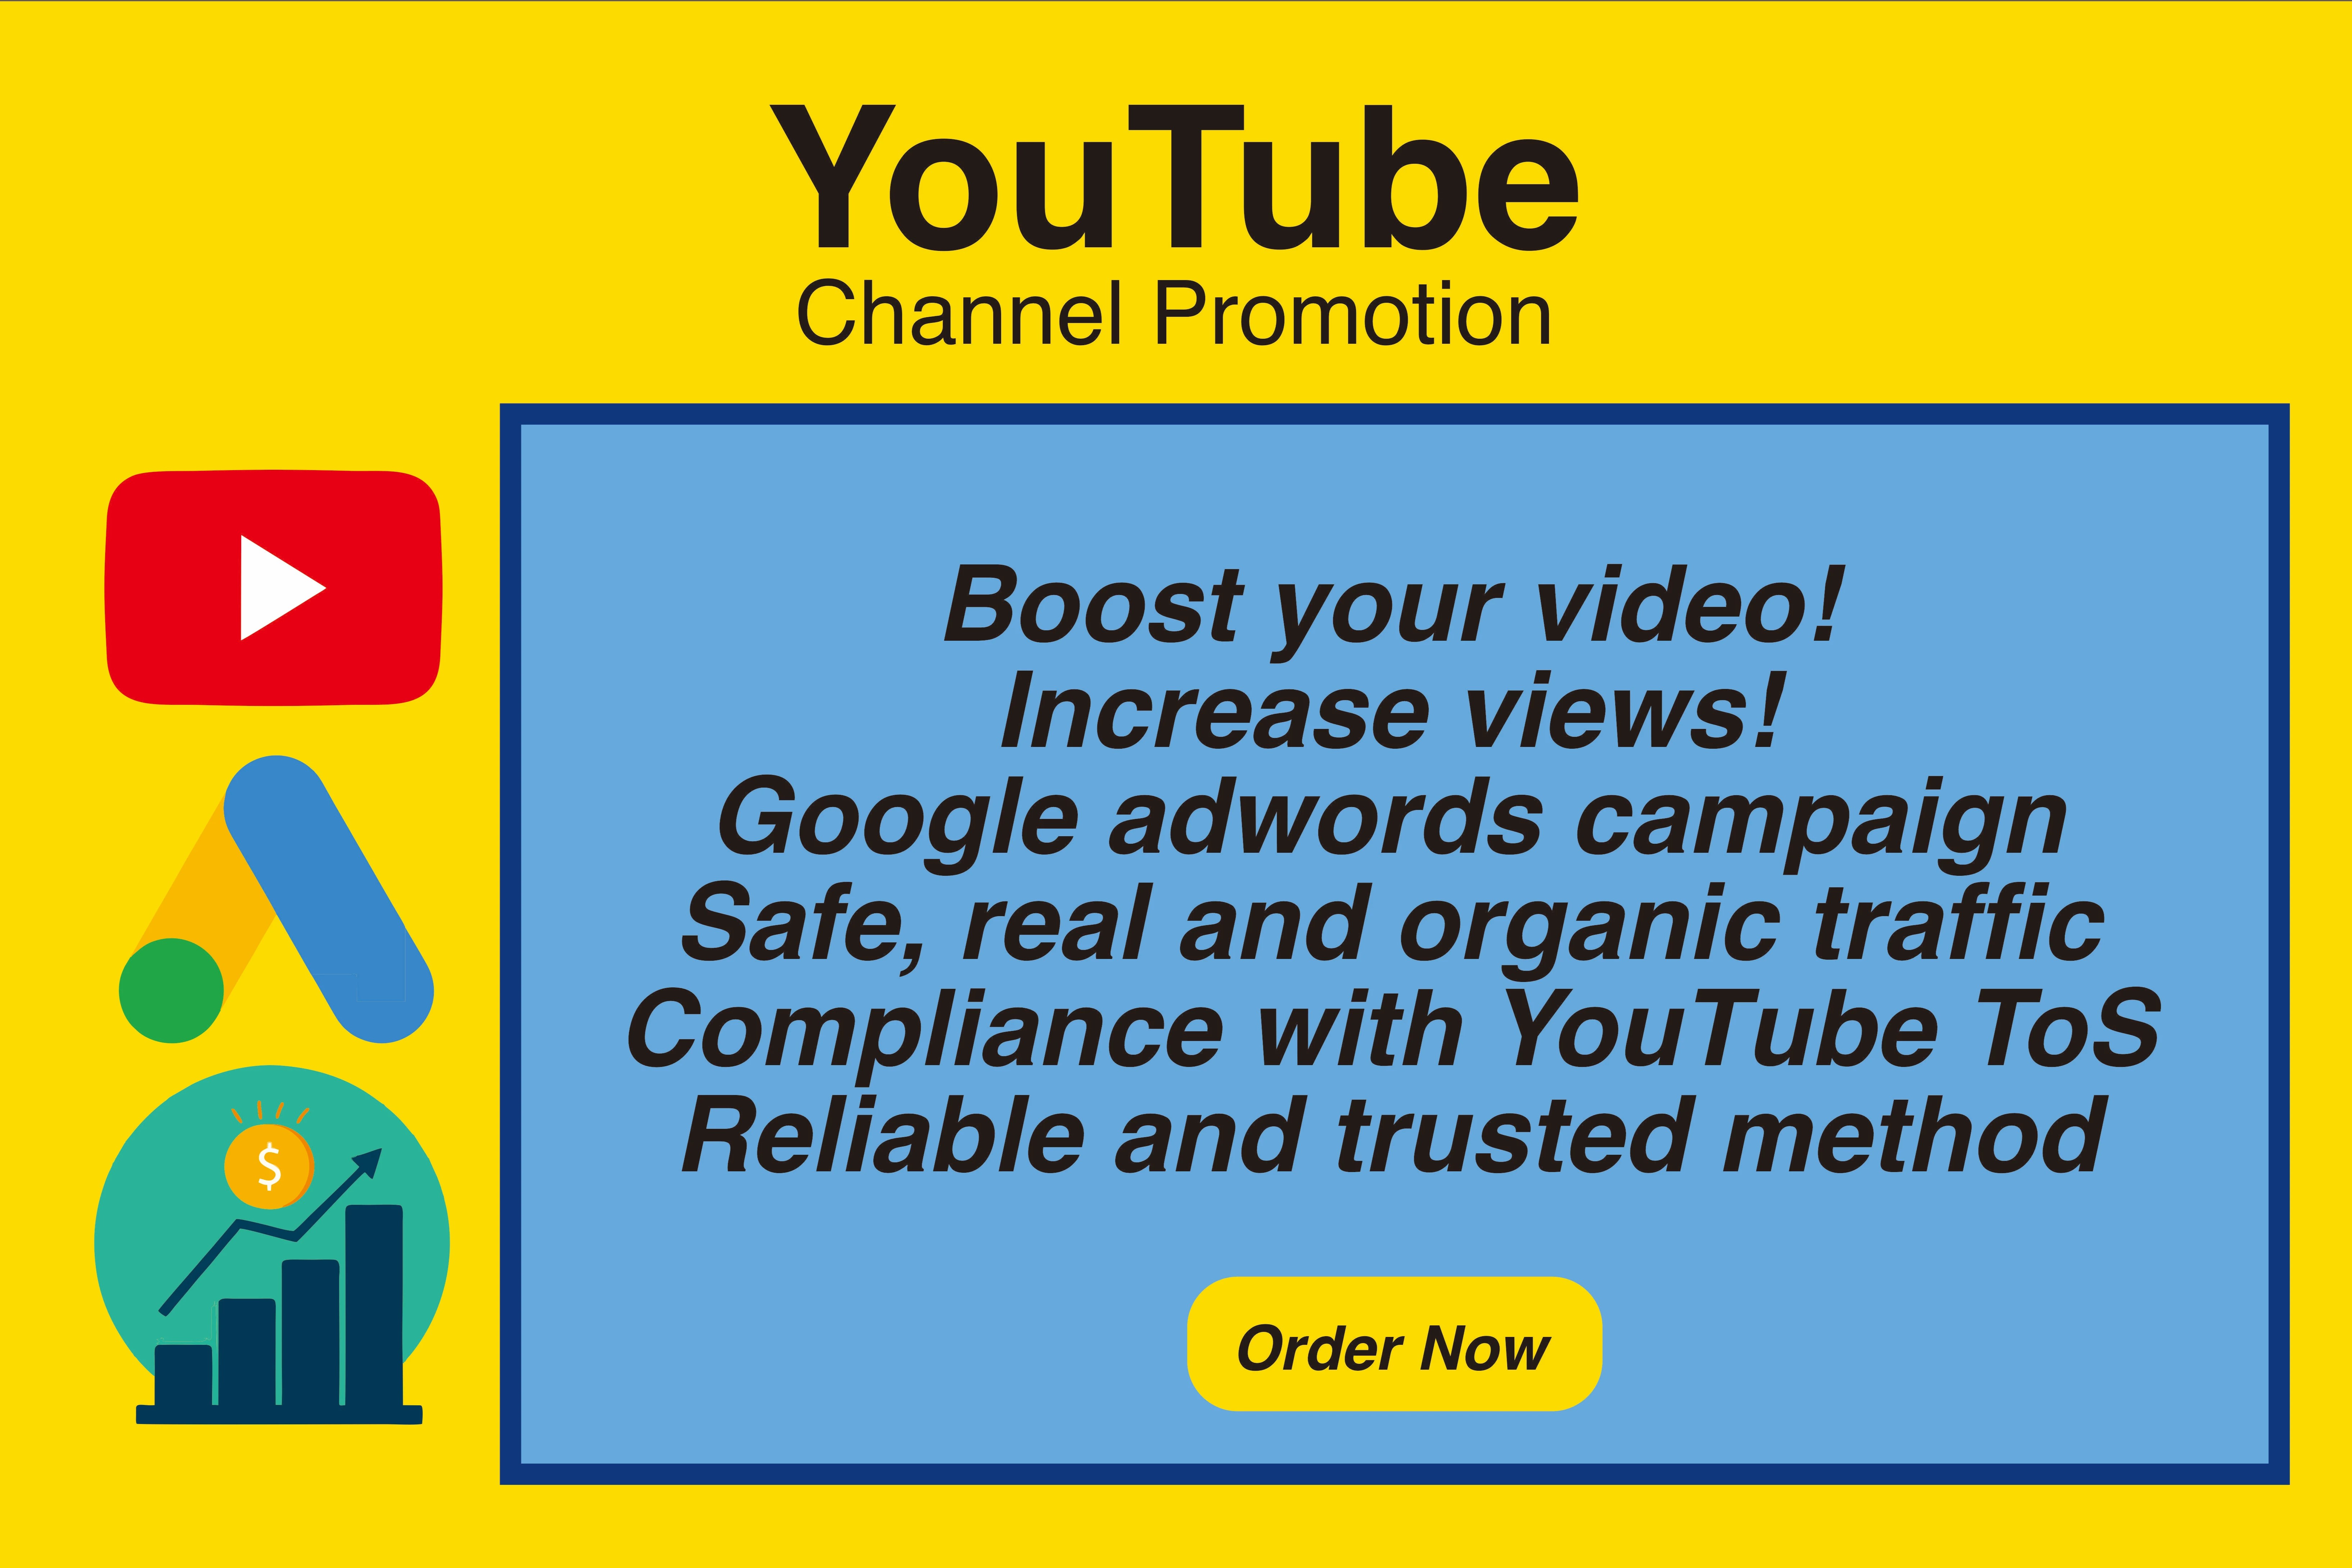 YouTube
Channel Promotion
Boost your video!
Increase views!
Google adwords campaign
Safe, real and organic traffic
Compliance with YouTube ToS
Reliable and trusted method
$
Order Now